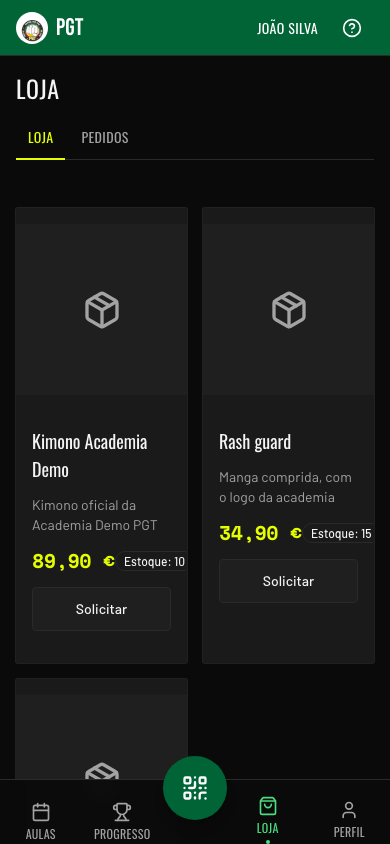 PGT
JOÃO SILVA
LOJA
LOJA
PEDIDOS
Kimono Academia
Demo
Kimono oficial da
Academia Demo PGT
89,90 €
Estoque: 10
Solicitar
Rash guard
Manga comprida, com
o logo da academia
34,90 €
Estoque: 15
Solicitar
AULAS
PROGRESSO
LOJA
PERFIL